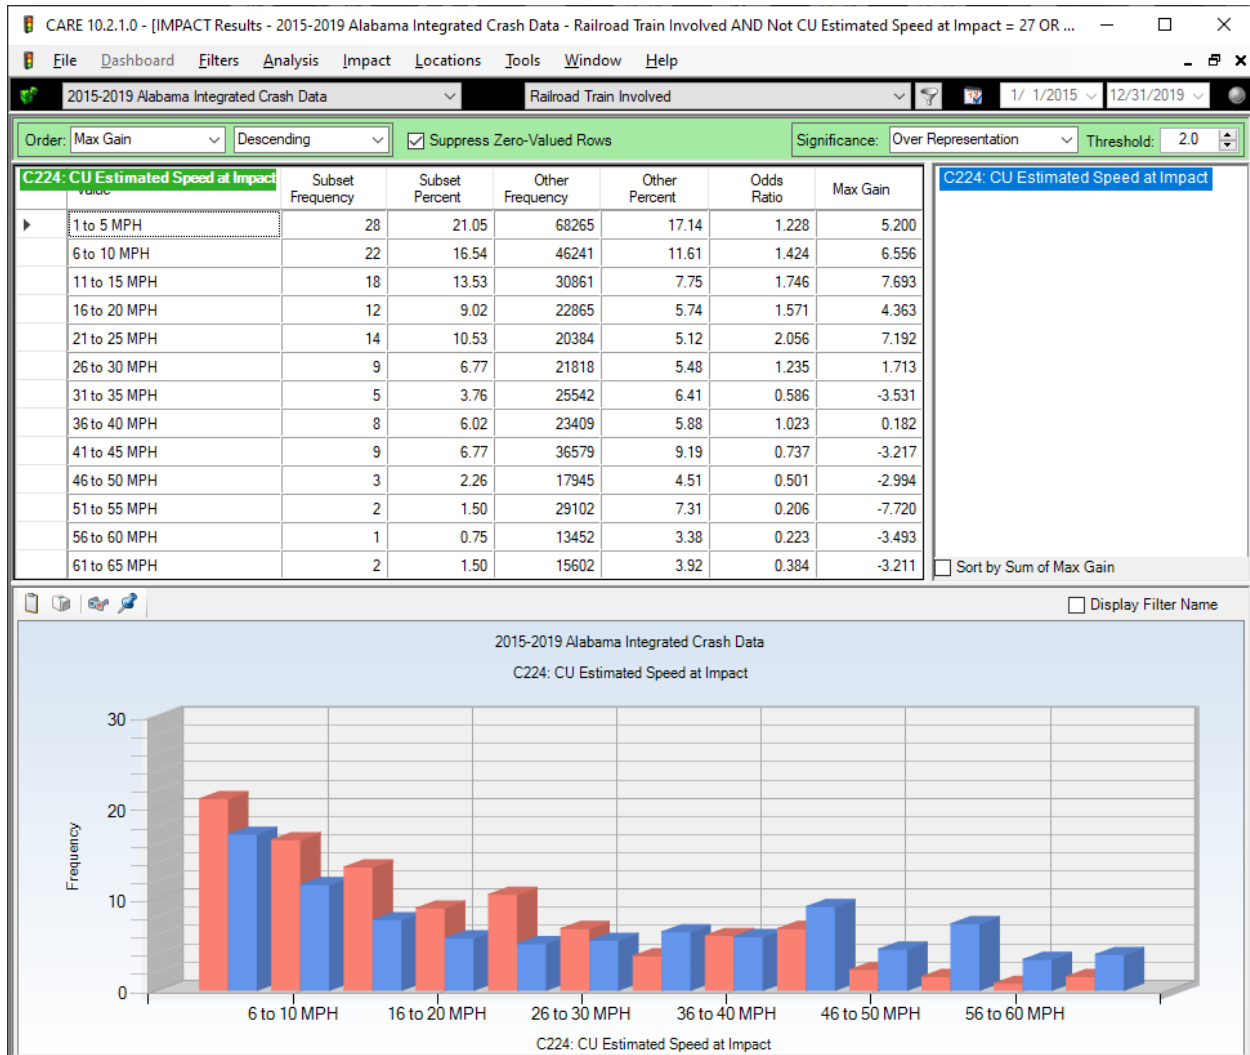 CARE 10.2.1.0 - [IMPACT Results - 2015-2019 Alabama Integrated Crash Data - Railroad Train Involved AND Not CU Estimated Speed at Impact = 27 OR ...
File Dashboard Filters Analysis Impact Locations Tools Window Help
2015-2019 Alabama Integrated Crash Data Railroad Train Involved 1/ 1/2015 12/31/2019
Order: Max Gain Descending Suppress Zero-Valued Rows Significance: Over Representation Threshold: 2.0
C224: CU Estimated Speed at Impact
Value Subset Frequency Subset Percent Other Frequency Other Percent Odds Ratio Max Gain
1 to 5 MPH 28 21.05 68265 17.14 1.228 5.200
6 to 10 MPH 22 16.54 46241 11.61 1.424 6.556
11 to 15 MPH 18 13.53 30861 7.75 1.746 7.693
16 to 20 MPH 12 9.02 22865 5.74 1.571 4.363
21 to 25 MPH 14 10.53 20384 5.12 2.056 7.192
26 to 30 MPH 9 6.77 21818 5.48 1.235 1.713
31 to 35 MPH 5 3.76 25542 6.41 0.586 -3.531
36 to 40 MPH 8 6.02 23409 5.88 1.023 0.182
41 to 45 MPH 9 6.77 36579 9.19 0.737 -3.217
46 to 50 MPH 3 2.26 17945 4.51 0.501 -2.994
51 to 55 MPH 2 1.50 29102 7.31 0.206 -7.720
56 to 60 MPH 1 0.75 13452 3.38 0.223 -3.493
61 to 65 MPH 2 1.50 15602 3.92 0.384 -3.211
C224: CU Estimated Speed at Impact
Sort by Sum of Max Gain
Display Filter Name
2015-2019 Alabama Integrated Crash Data
C224: CU Estimated Speed at Impact
Frequency
30
20
10
0
6 to 10 MPH 16 to 20 MPH 26 to 30 MPH 36 to 40 MPH 46 to 50 MPH 56 to 60 MPH
C224: CU Estimated Speed at Impact